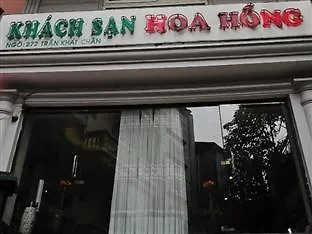 KHÁCH SẠN HOA HỒNG
NGÕ: 272 TRẦN KHÁT CHÂN